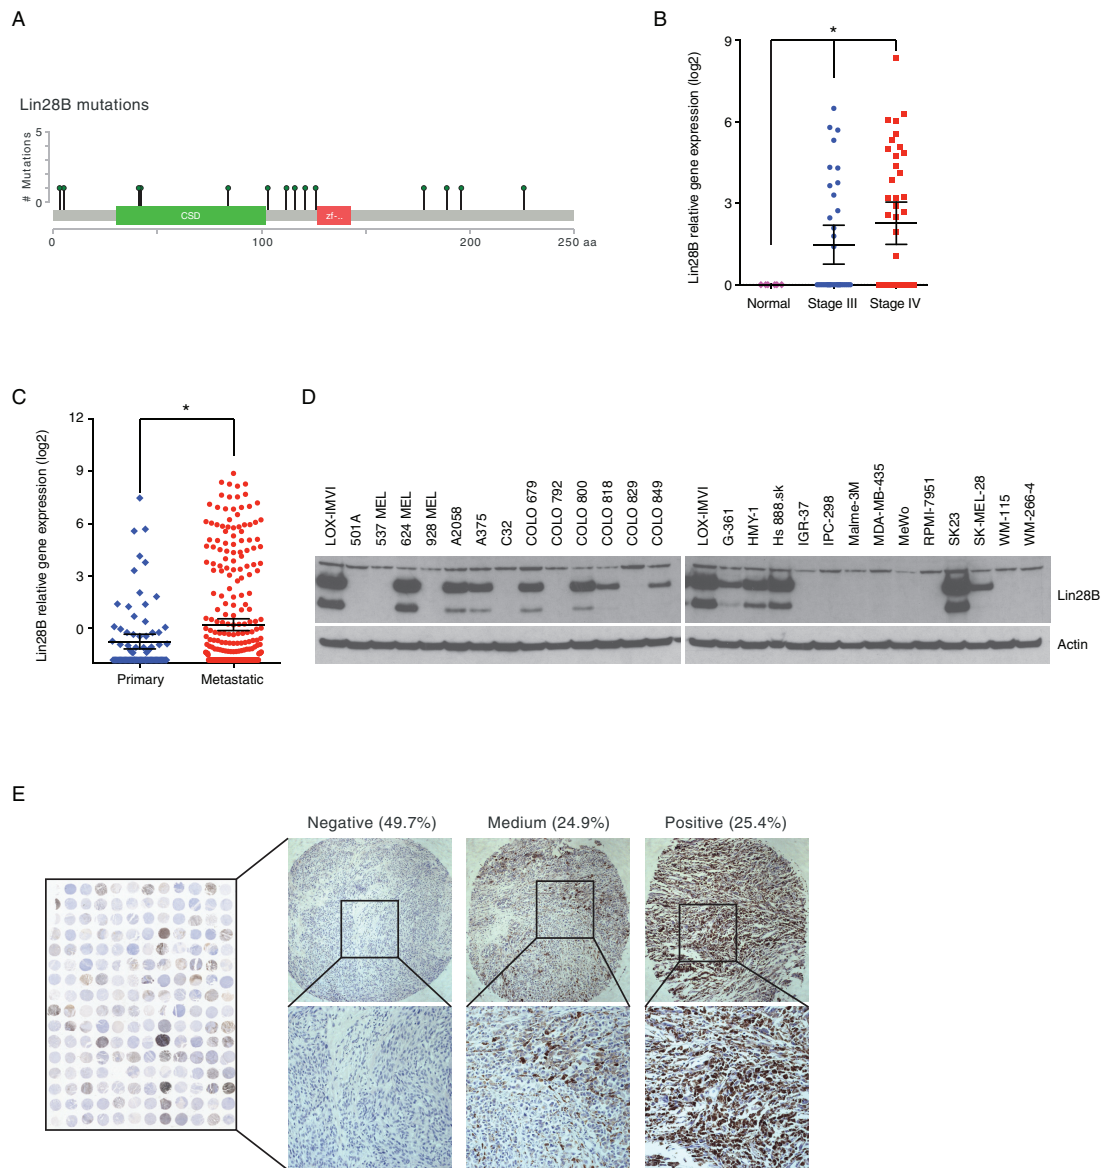 A
Lin28B mutations
# Mutations
5
0
CSD
zf-..
0
100
200
250 aa
B
Lin28B relative gene expression (log2)
9
6
3
0
*
Normal
Stage III
Stage IV
C
Lin28B relative gene expression (log2)
12
9
6
3
0
*
Primary
Metastatic
D
LOX-IMVI
501A
537 MEL
624 MEL
928 MEL
A2058
A375
C32
COLO 679
COLO 792
COLO 800
COLO 818
COLO 829
COLO 849
LOX-IMVI
G-361
HMY-1
Hs 888.sk
IGR-37
IPC-298
Malme-3M
MDA-MB-435
MeWo
RPMI-7951
SK23
SK-MEL-28
WM-115
WM-266-4
Lin28B
Actin
E
Negative (49.7%)
Medium (24.9%)
Positive (25.4%)